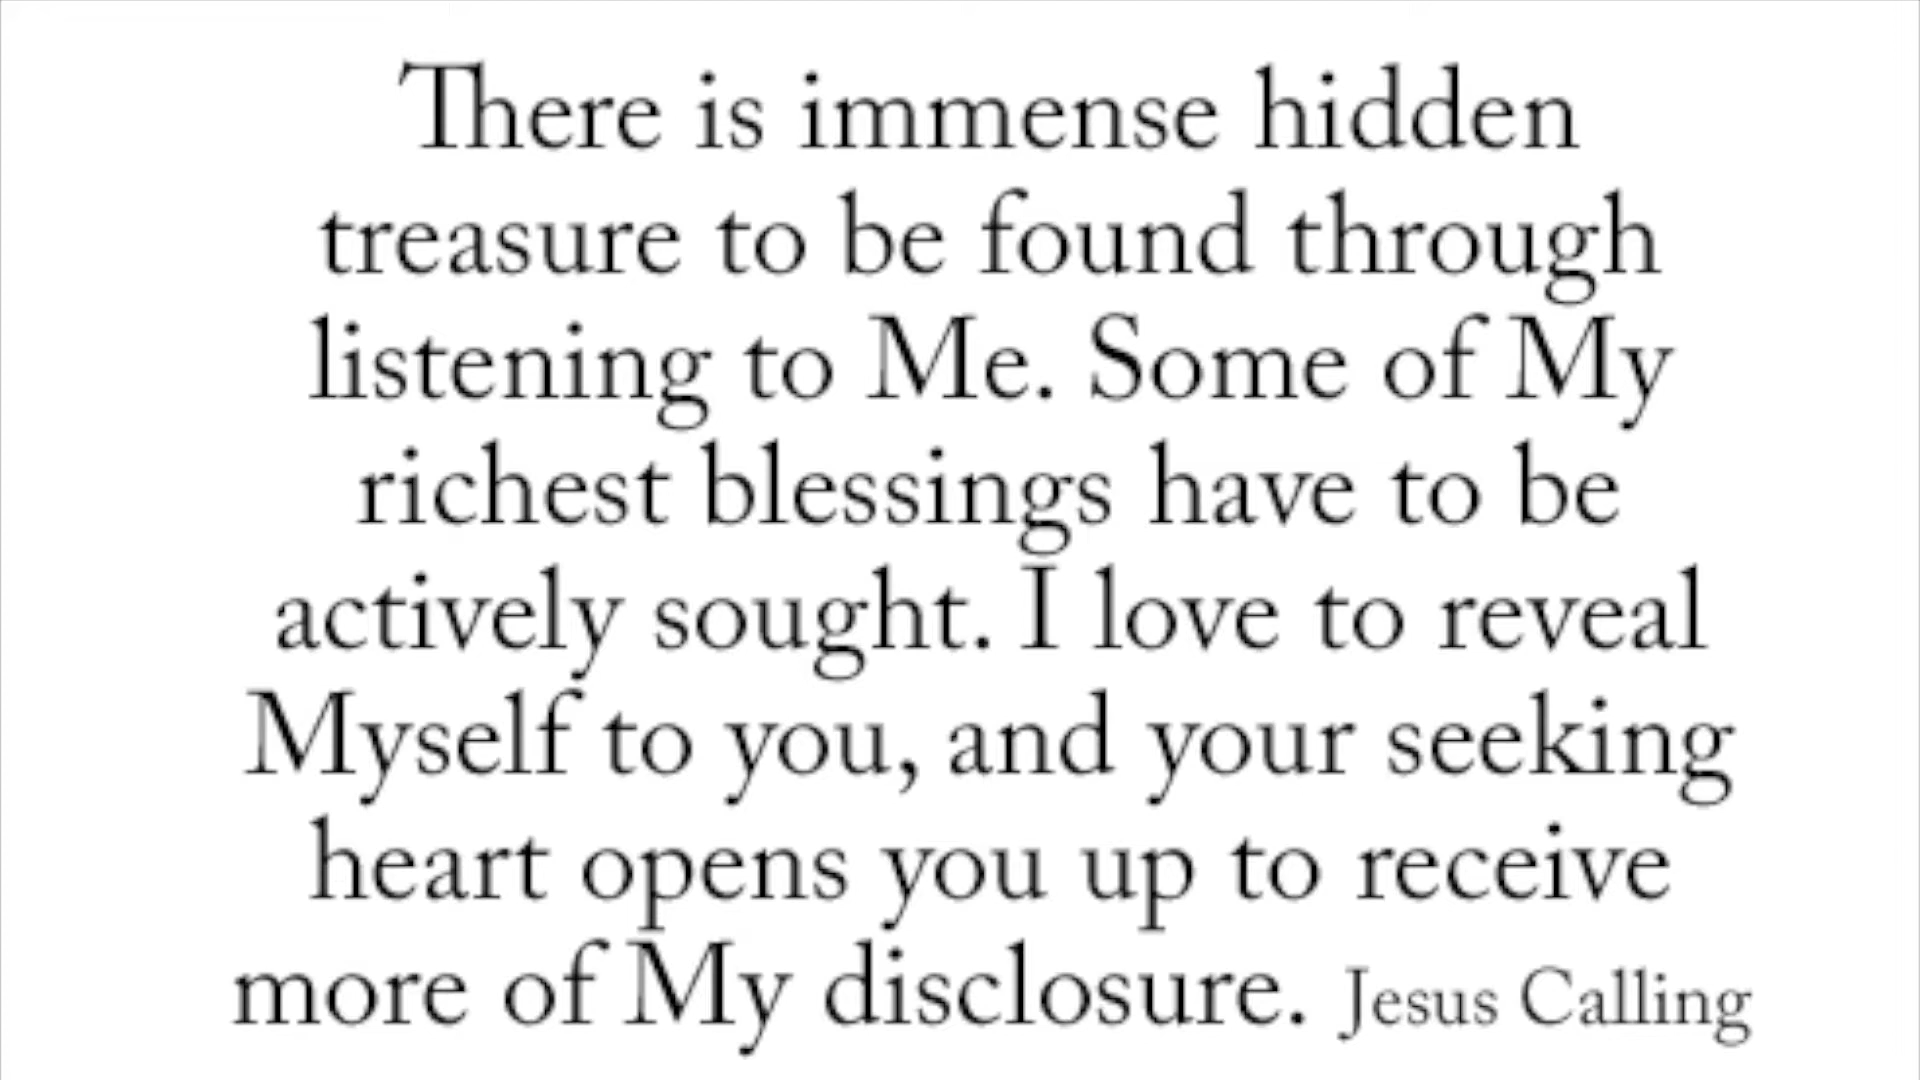 There is immense hidden
treasure to be found through
listening to Me. Some of My
richest blessings have to be
actively sought. I love to reveal
Myself to you, and your seeking
heart opens you up to receive
more of My disclosure. Jesus Calling